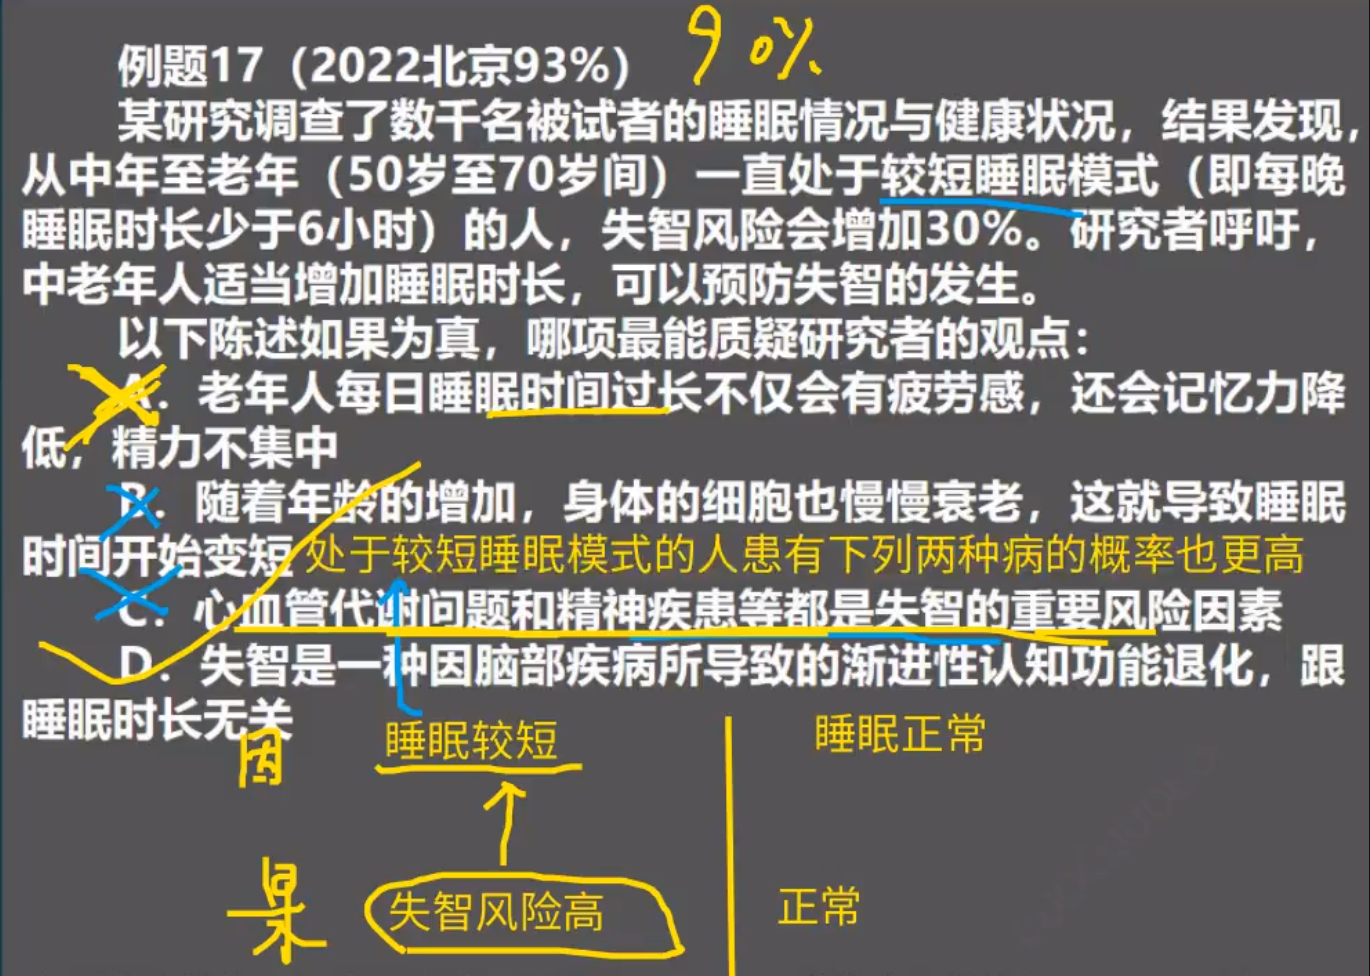 例题17（2022北京93%） 90%
某研究调查了数千名被试者的睡眠情况与健康状况，结果发现，
从中年至老年（50岁至70岁间）一直处于较短睡眠模式（即每晚
睡眠时长少于6小时）的人，失智风险会增加30%。研究者呼吁，
中老年人适当增加睡眠时长，可以预防失智的发生。
以下陈述如果为真，哪项最能质疑研究者的观点：
A．老年人每日睡眠时间过长不仅会有疲劳感，还会记忆力降
低，精力不集中
B．随着年龄的增加，身体的细胞也慢慢衰老，这就导致睡眠
时间开始变短 处于较短睡眠模式的人患有下列两种病的概率也更高
C．心血管代谢问题和精神疾患等都是失智的重要风险因素
D．失智是一种因脑部疾病所导致的渐进性认知功能退化，跟
睡眠时长无关
因 睡眠较短 睡眠正常
果 失智风险高 正常